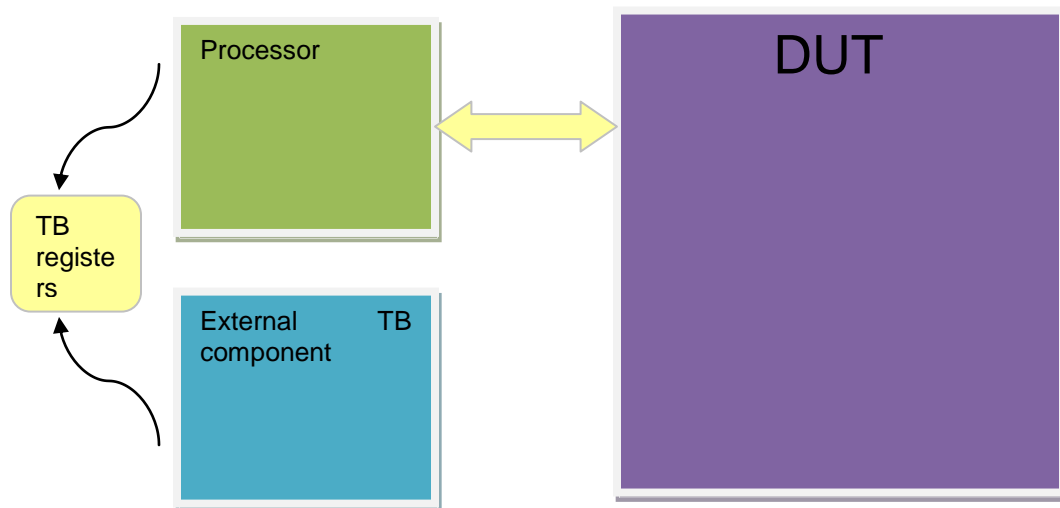 Processor
DUT
TB
registe
rs
External TB
component